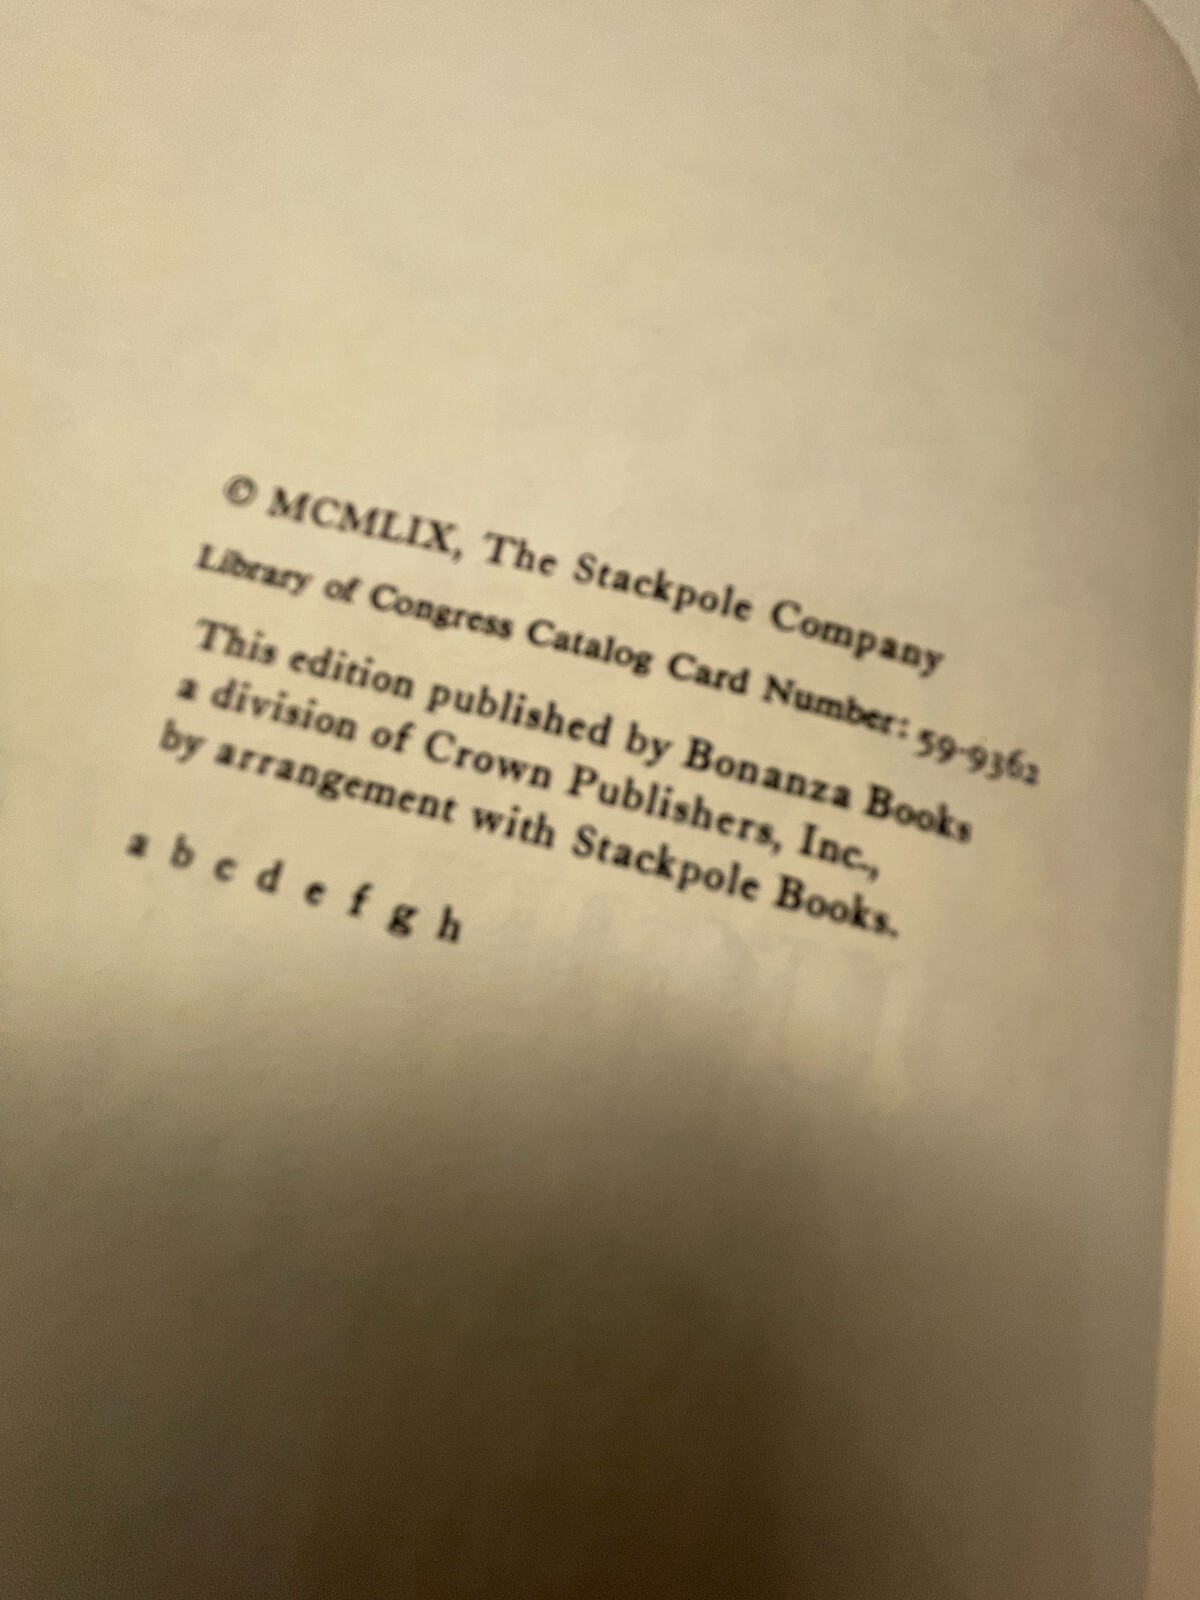 © MCMLIX, The Stackpole Company
Library of Congress Catalog Card Number: 59-9362
This edition published by Bonanza Books
a division of Crown Publishers, Inc.,
by arrangement with Stackpole Books.
a b c d e f g h